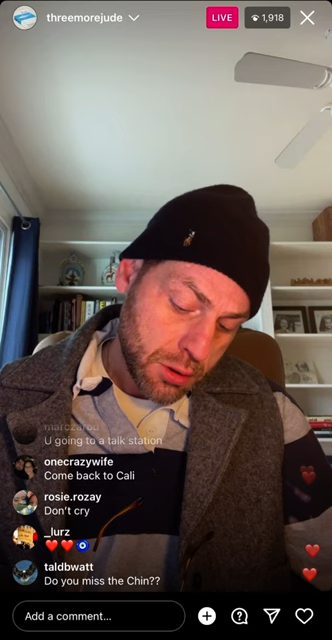 threemorejude
LIVE
1,918
U going to a talk station
onecrazywife
Come back to Cali
rosie.rozay
Don't cry
_lurz
taldbwatt
Do you miss the Chin??
Add a comment...